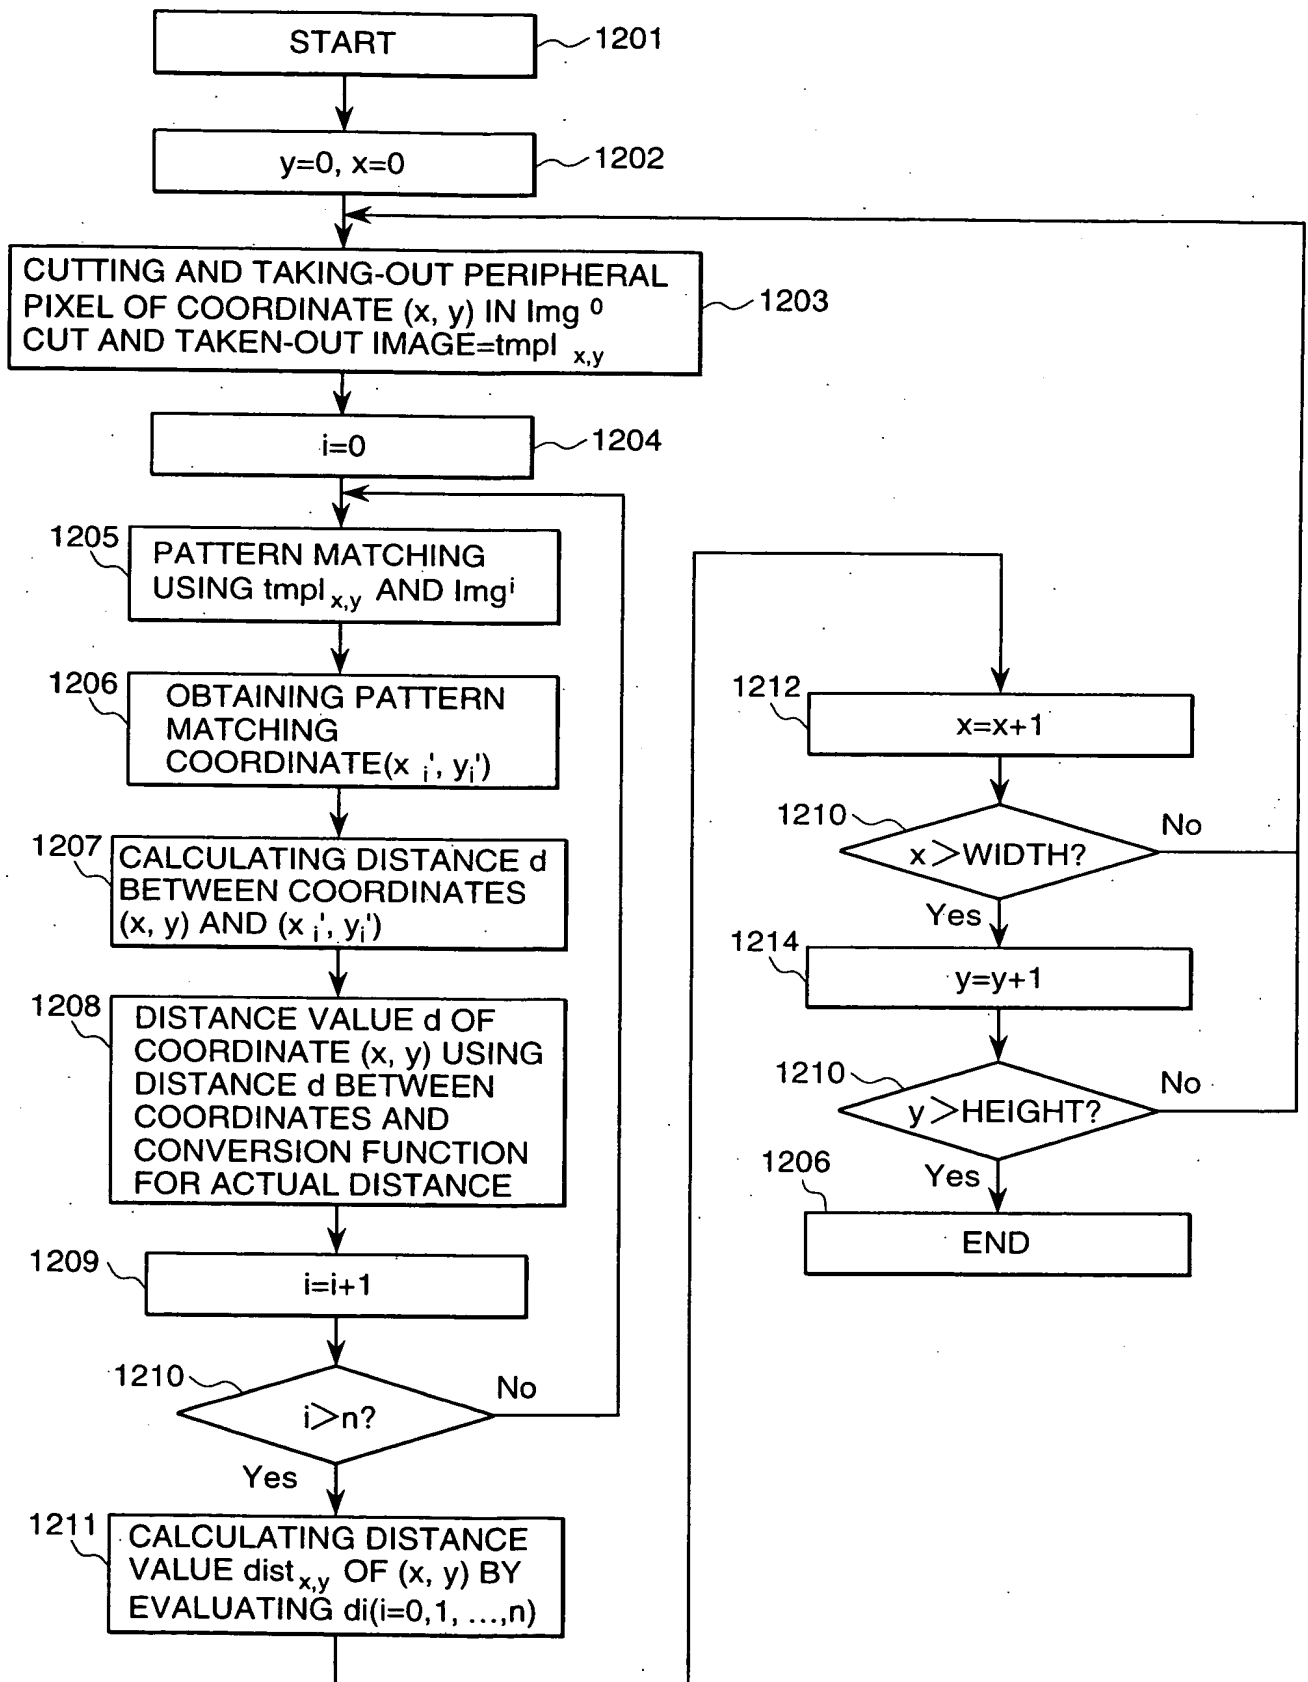 START
1201
y=0, x=0
1202
CUTTING AND TAKING-OUT PERIPHERAL
PIXEL OF COORDINATE (x, y) IN Img ⁰
CUT AND TAKEN-OUT IMAGE=tmpl x,y
1203
i=0
1204
1205
PATTERN MATCHING
USING tmpl x,y AND Imgⁱ
1206
OBTAINING PATTERN
MATCHING
COORDINATE(x i', yi')
1207
CALCULATING DISTANCE d
BETWEEN COORDINATES
(x, y) AND (x i', yi')
1208
DISTANCE VALUE d OF
COORDINATE (x, y) USING
DISTANCE d BETWEEN
COORDINATES AND
CONVERSION FUNCTION
FOR ACTUAL DISTANCE
1209
i=i+1
1210
i>n?
No
Yes
1211
CALCULATING DISTANCE
VALUE dist x,y OF (x, y) BY
EVALUATING di(i=0,1, ...,n)
1212
x=x+1
1210
x>WIDTH?
No
Yes
1214
y=y+1
1210
y>HEIGHT?
No
Yes
1206
END